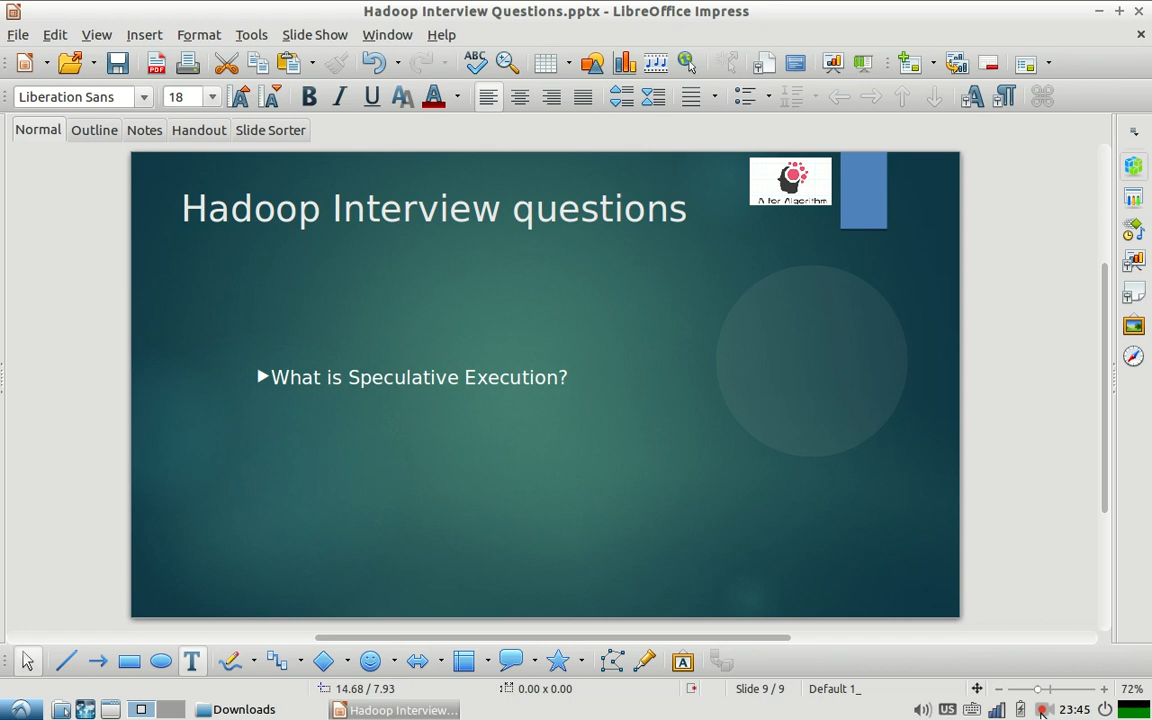 Hadoop Interview Questions.pptx - LibreOffice Impress
File Edit View Insert Format Tools Slide Show Window Help
Liberation Sans 18
Normal Outline Notes Handout Slide Sorter
Hadoop Interview questions
A for Algorithm
What is Speculative Execution?
14.68 / 7.93 0.00 x 0.00 Slide 9 / 9 Default 1_ 72%
Downloads Hadoop Interview... US 23:45